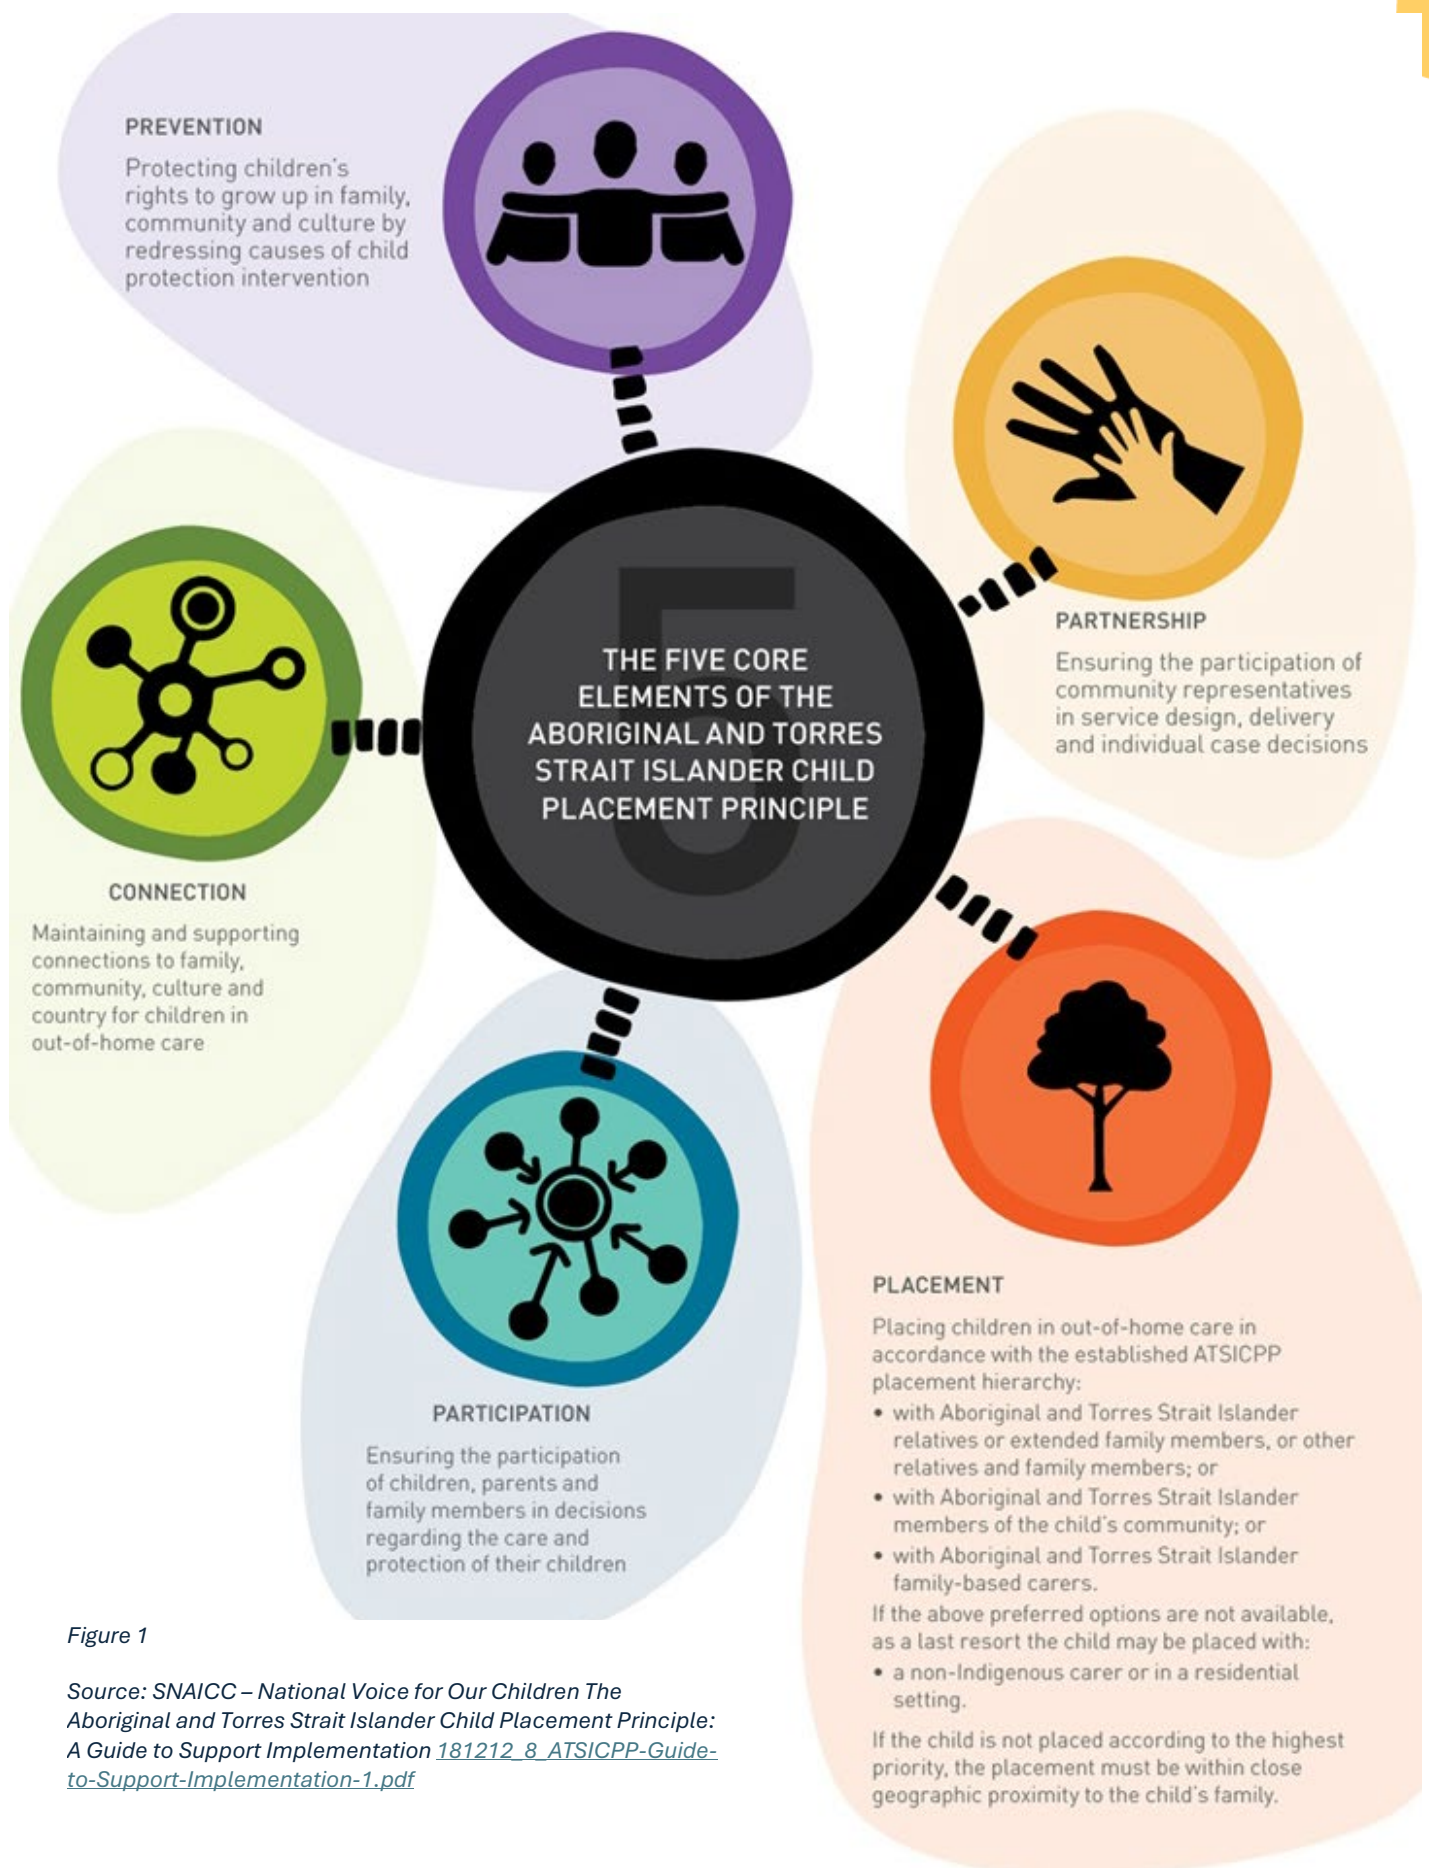 PREVENTION
Protecting children's
rights to grow up in family,
community and culture by
redressing causes of child
protection intervention
PARTNERSHIP
Ensuring the participation of
community representatives
in service design, delivery
and individual case decisions
5
THE FIVE CORE
ELEMENTS OF THE
ABORIGINAL AND TORRES
STRAIT ISLANDER CHILD
PLACEMENT PRINCIPLE
CONNECTION
Maintaining and supporting
connections to family,
community, culture and
country for children in
out-of-home care
PLACEMENT
Placing children in out-of-home care in
accordance with the established ATSICPP
placement hierarchy:
• with Aboriginal and Torres Strait Islander
relatives or extended family members, or other
relatives and family members; or
• with Aboriginal and Torres Strait Islander
members of the child's community; or
• with Aboriginal and Torres Strait Islander
family-based carers.
If the above preferred options are not available,
as a last resort the child may be placed with:
• a non-Indigenous carer or in a residential
setting.
If the child is not placed according to the highest
priority, the placement must be within close
geographic proximity to the child's family.
PARTICIPATION
Ensuring the participation
of children, parents and
family members in decisions
regarding the care and
protection of their children
Figure 1
Source: SNAICC – National Voice for Our Children The
Aboriginal and Torres Strait Islander Child Placement Principle:
A Guide to Support Implementation 181212_8_ATSICPP-Guide-
to-Support-Implementation-1.pdf